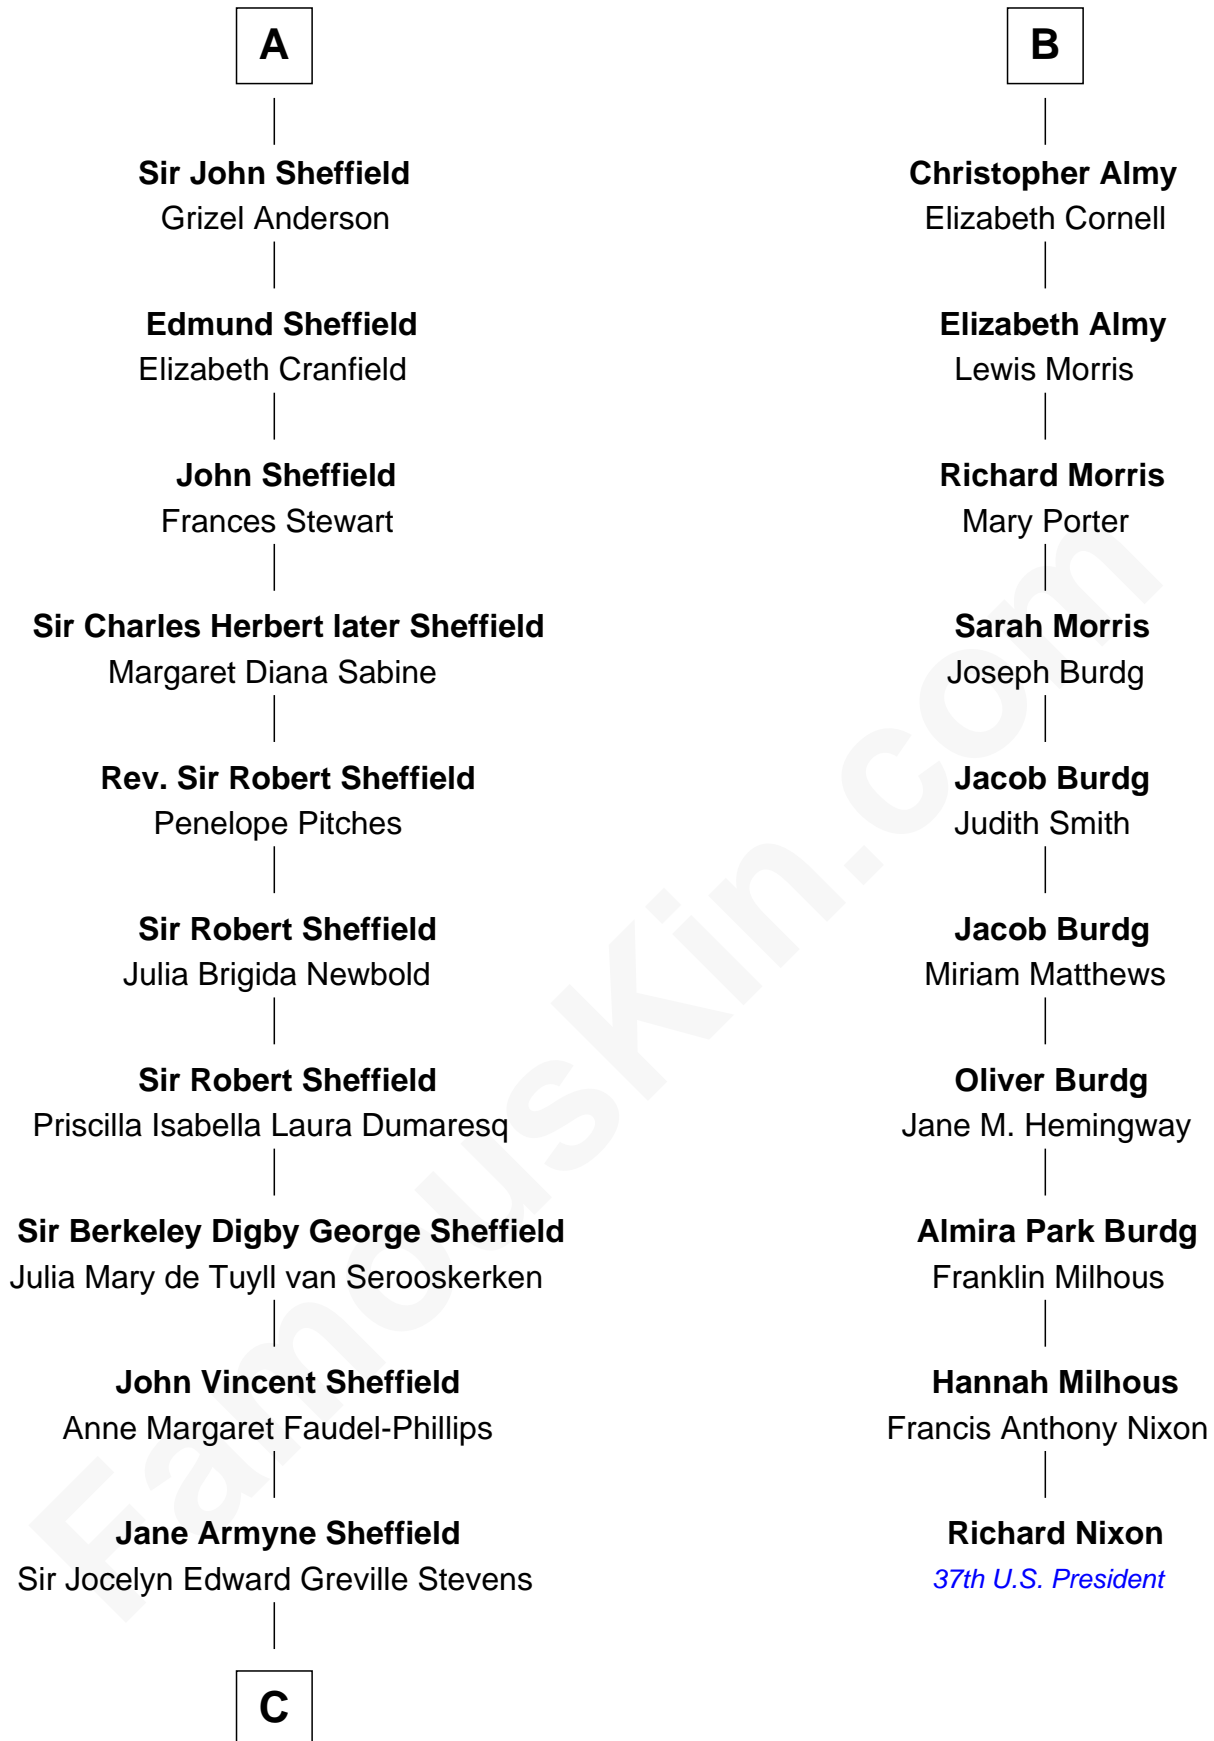 A
Sir John Sheffield
Grizel Anderson
Edmund Sheffield
Elizabeth Cranfield
John Sheffield
Frances Stewart
Sir Charles Herbert later Sheffield
Margaret Diana Sabine
Rev. Sir Robert Sheffield
Penelope Pitches
Sir Robert Sheffield
Julia Brigida Newbold
Sir Robert Sheffield
Priscilla Isabella Laura Dumaresq
Sir Berkeley Digby George Sheffield
Julia Mary de Tuyll van Serooskerken
John Vincent Sheffield
Anne Margaret Faudel-Phillips
Jane Armyne Sheffield
Sir Jocelyn Edward Greville Stevens
C
B
Christopher Almy
Elizabeth Cornell
Elizabeth Almy
Lewis Morris
Richard Morris
Mary Porter
Sarah Morris
Joseph Burdg
Jacob Burdg
Judith Smith
Jacob Burdg
Miriam Matthews
Oliver Burdg
Jane M. Hemingway
Almira Park Burdg
Franklin Milhous
Hannah Milhous
Francis Anthony Nixon
Richard Nixon
37th U.S. President
FamousKin.com